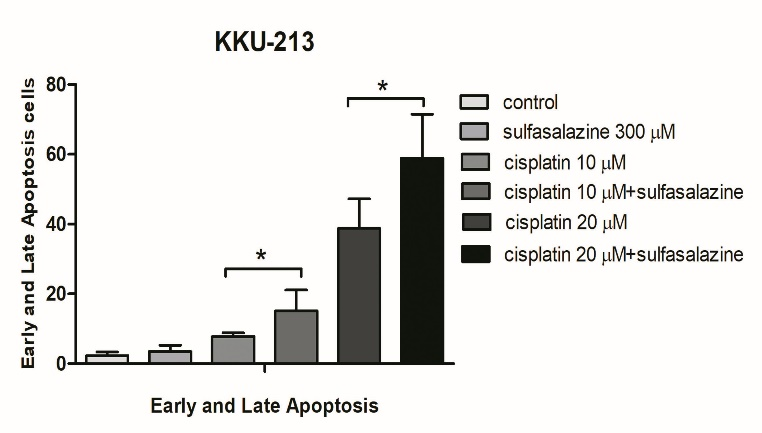 KKU-213
Early and Late Apoptosis cells
80
60
40
20
0
*
*
control
sulfasalazine 300 µM
cisplatin 10 µM
cisplatin 10 µM+sulfasalazine
cisplatin 20 µM
cisplatin 20 µM+sulfasalazine
Early and Late Apoptosis